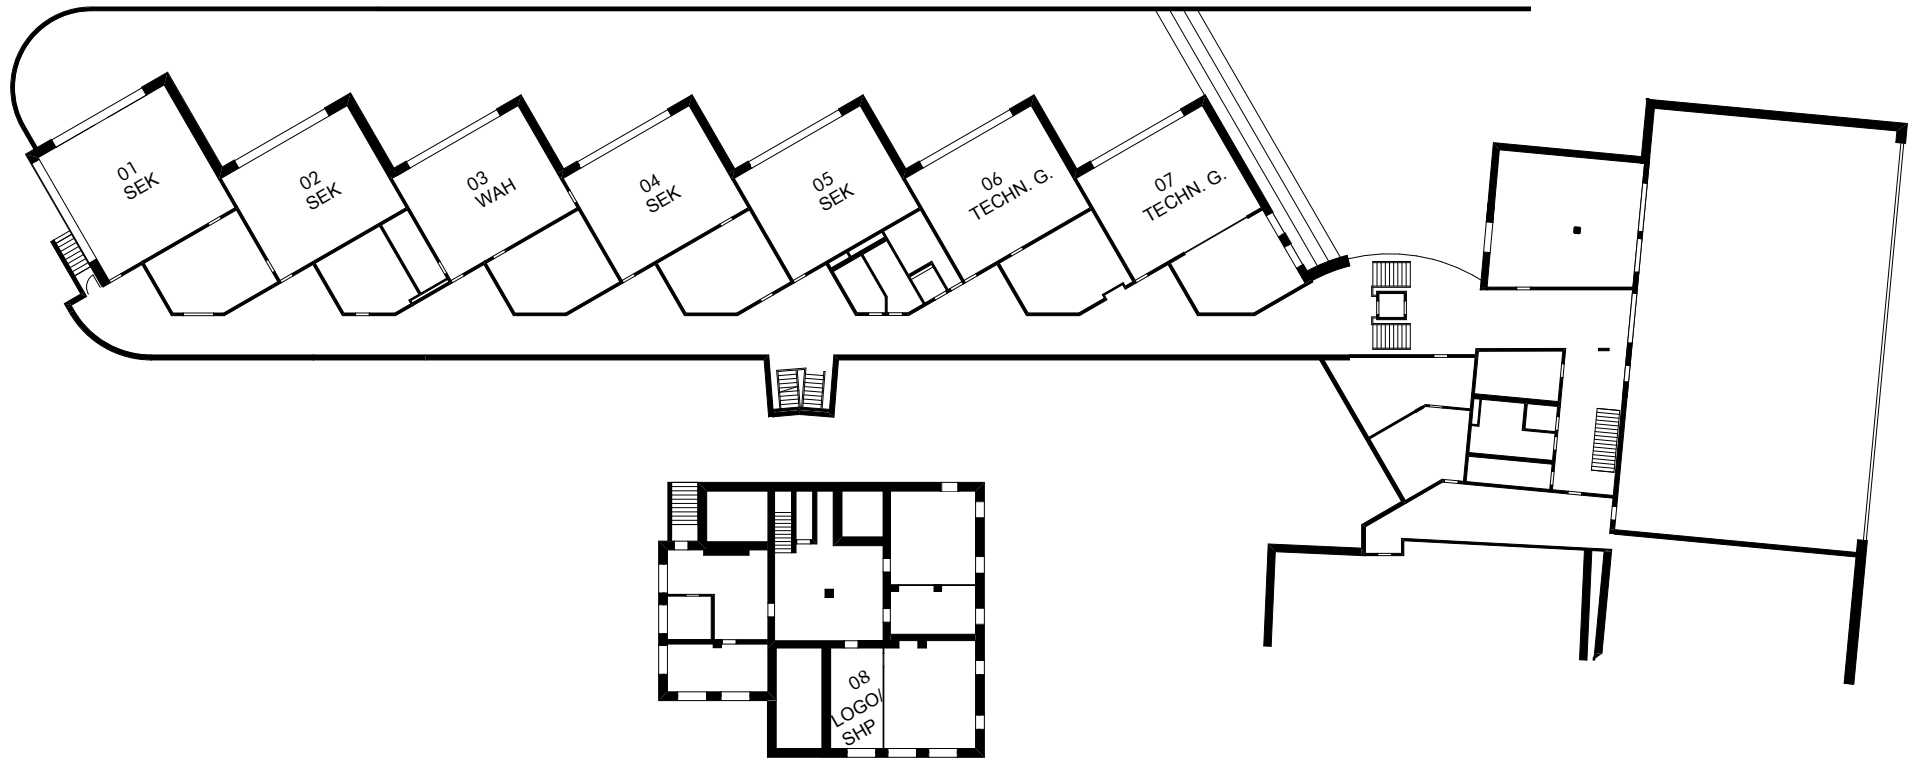 01
SEK
02
SEK
03
WAH
04
SEK
05
SEK
06
TECHN. G.
07
TECHN. G.
08
LOGO/
SHP